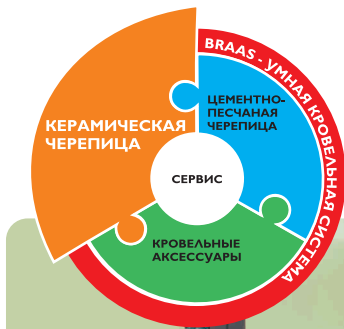 BRAAS - УМНАЯ КРОВЕЛЬНАЯ СИСТЕМА
ЦЕМЕНТНО-
ПЕСЧАНАЯ
ЧЕРЕПИЦА
КЕРАМИЧЕСКАЯ
ЧЕРЕПИЦА
СЕРВИС
КРОВЕЛЬНЫЕ
АКСЕССУАРЫ